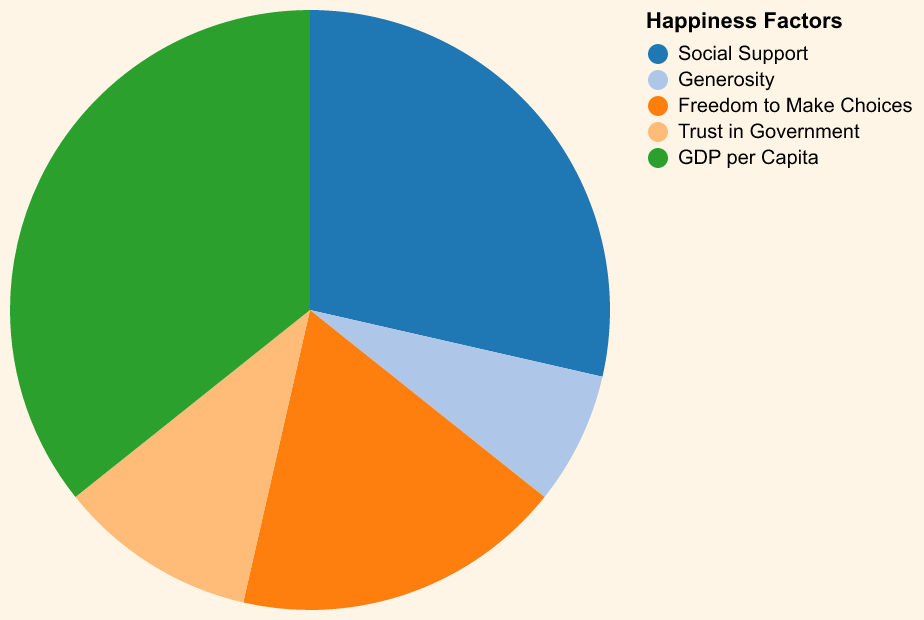 Happiness Factors
Social Support
Generosity
Freedom to Make Choices
Trust in Government
GDP per Capita